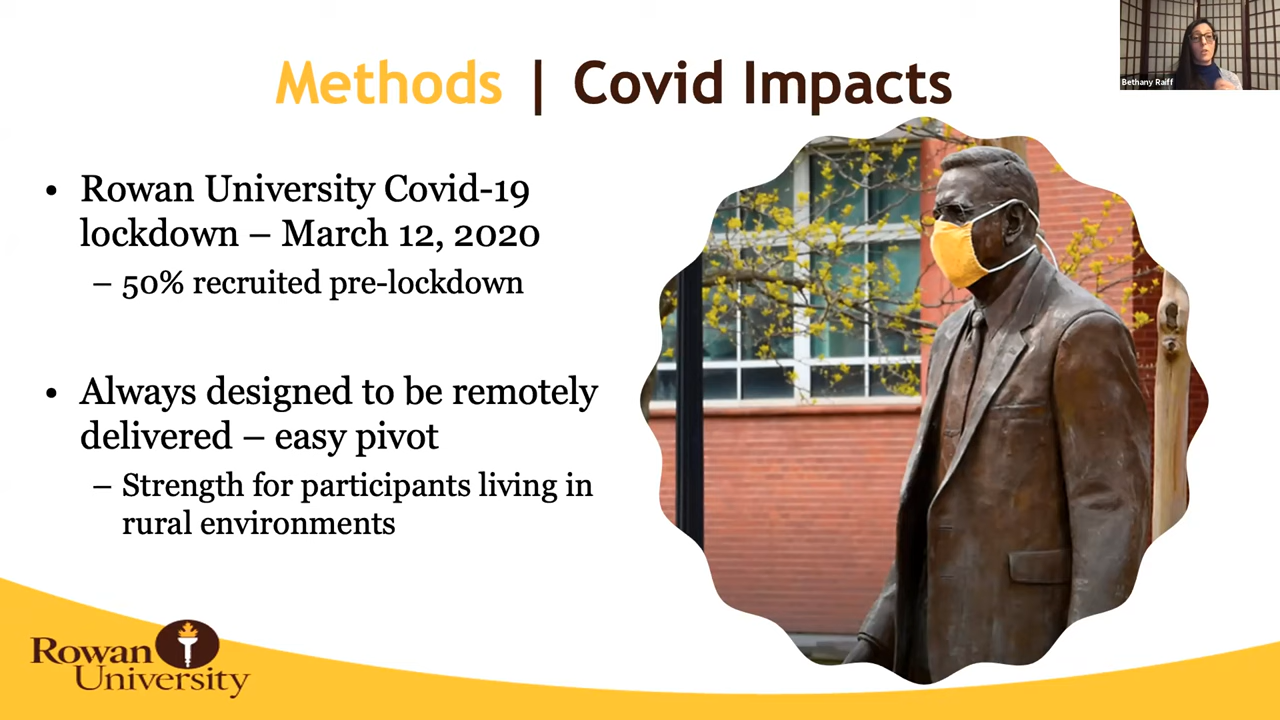 Methods | Covid Impacts
Bethany Raiff
• Rowan University Covid-19
lockdown – March 12, 2020
– 50% recruited pre-lockdown
• Always designed to be remotely
delivered – easy pivot
– Strength for participants living in
rural environments
Rowan
University